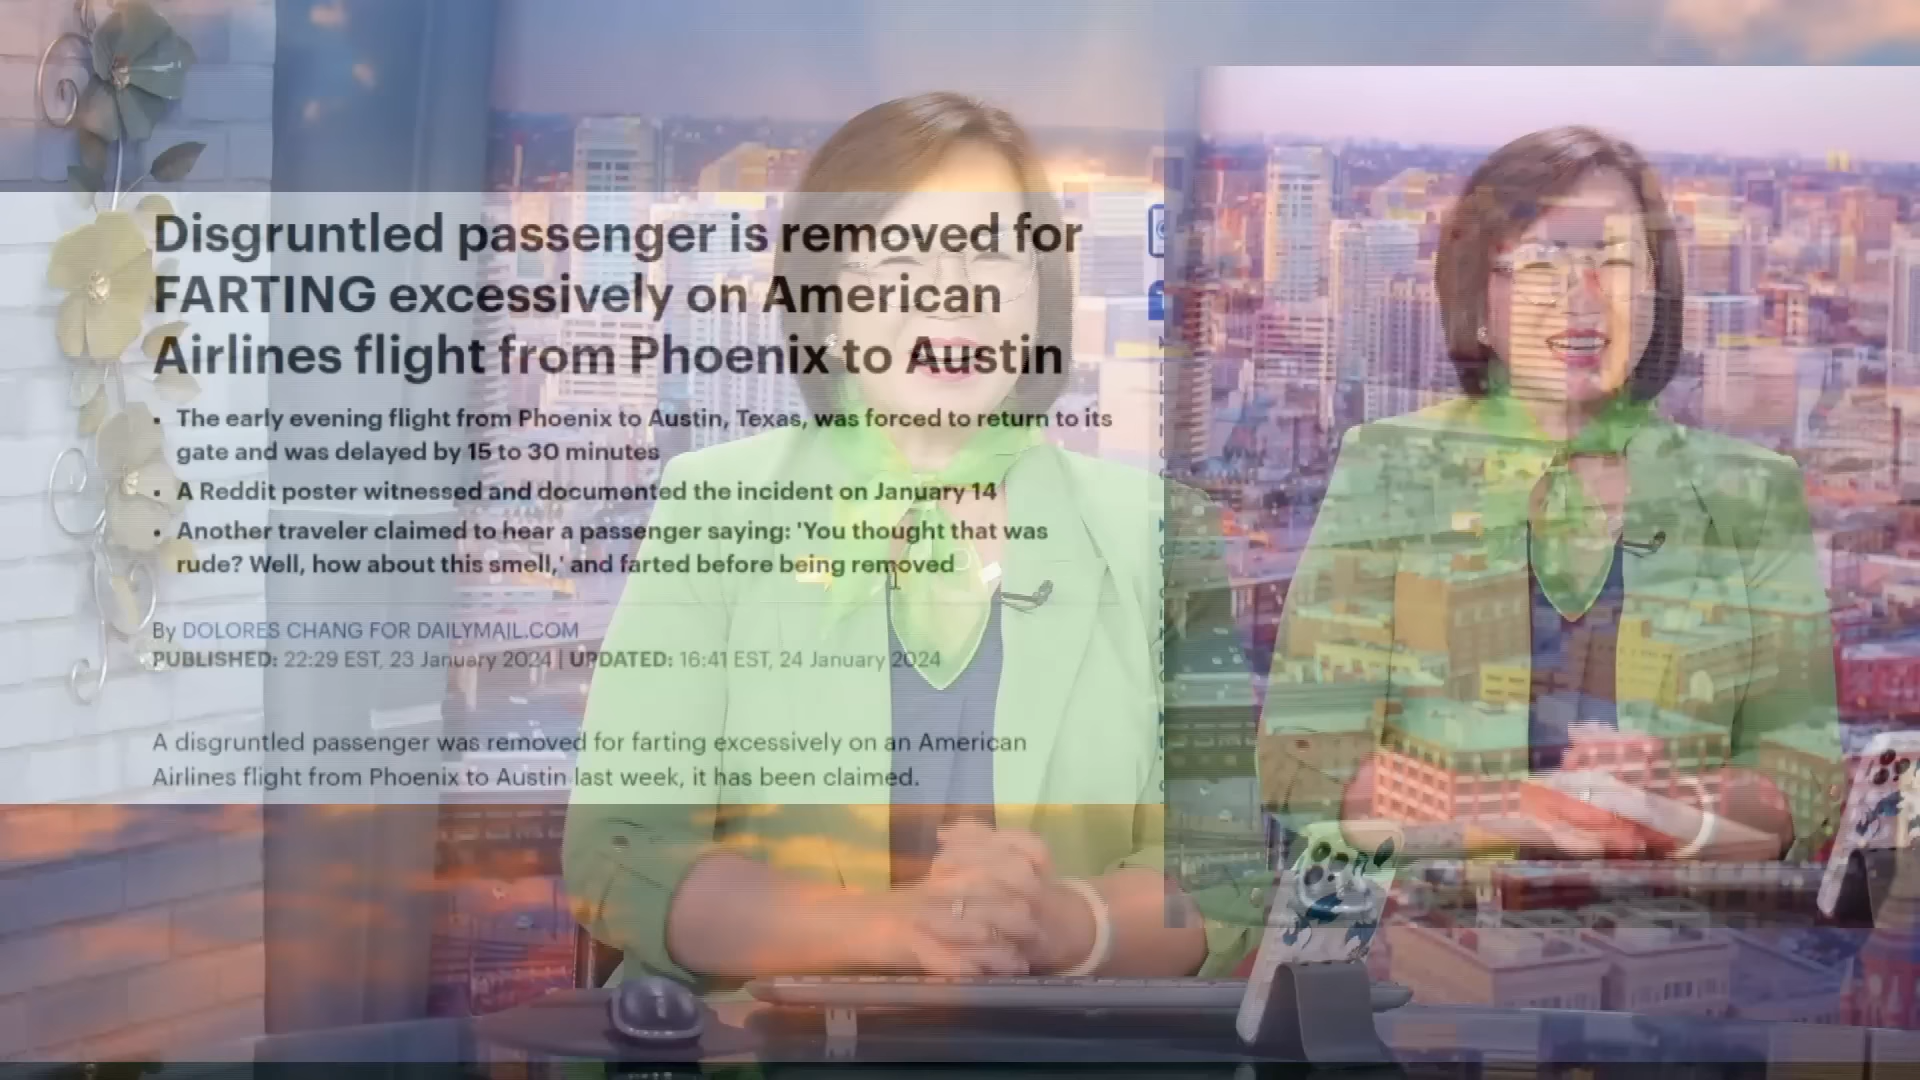 Disgruntled passenger is removed for
FARTING excessively on American
Airlines flight from Phoenix to Austin
• The early evening flight from Phoenix to Austin, Texas, was forced to return to its
gate and was delayed by 15 to 30 minutes
• A Reddit poster witnessed and documented the incident on January 14
• Another traveler claimed to hear a passenger saying: 'You thought that was
rude? Well, how about this smell,' and farted before being removed
By DOLORES CHANG FOR DAILYMAIL.COM
PUBLISHED: 22:29 EST, 23 January 2024 | UPDATED: 16:41 EST, 24 January 2024
A disgruntled passenger was removed for farting excessively on an American
Airlines flight from Phoenix to Austin last week, it has been claimed.